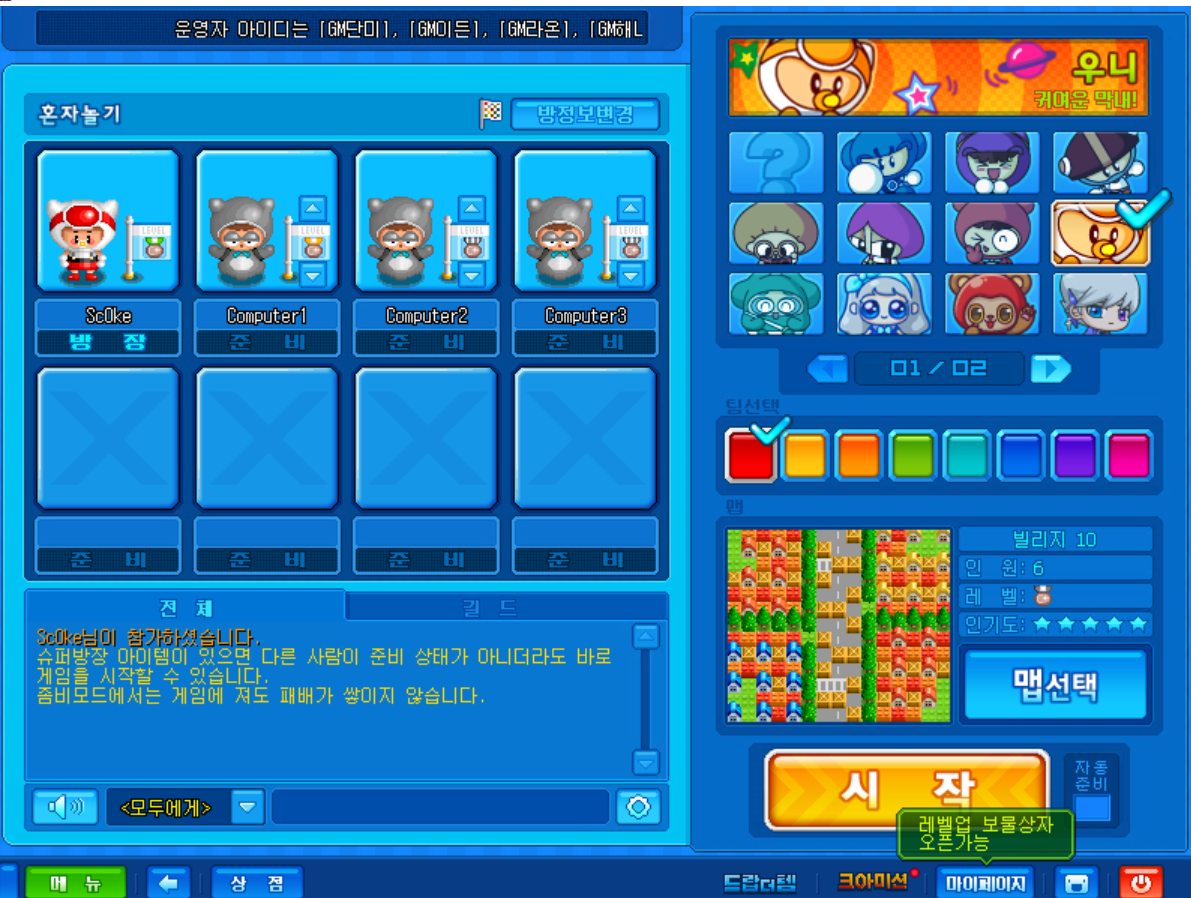 운영자 아이디는 [GM단미], [GM이든], [GM라온], [GM해L
혼자놀기
방정보변경
우니
귀여운 막내!
LEVEL
LEVEL
LEVEL
LEVEL
Sc0ke
Computer1
Computer2
Computer3
방 장
준 비
준 비
준 비
01 / 02
팀선택
준 비
준 비
준 비
준 비
맵
빌리지 10
인 원: 6
레 벨:
인기도:
맵선택
전 체
길 드
Sc0ke님이 참가하셨습니다.
슈퍼방장 아이템이 있으면 다른 사람이 준비 상태가 아니더라도 바로
게임을 시작할 수 있습니다.
좀비모드에서는 게임에 져도 패배가 쌓이지 않습니다.
<모두에게>
시 작
자동
준비
레벨업 보물상자
오픈가능
메 뉴
상 점
드랍더템
크아미션
마이페이지